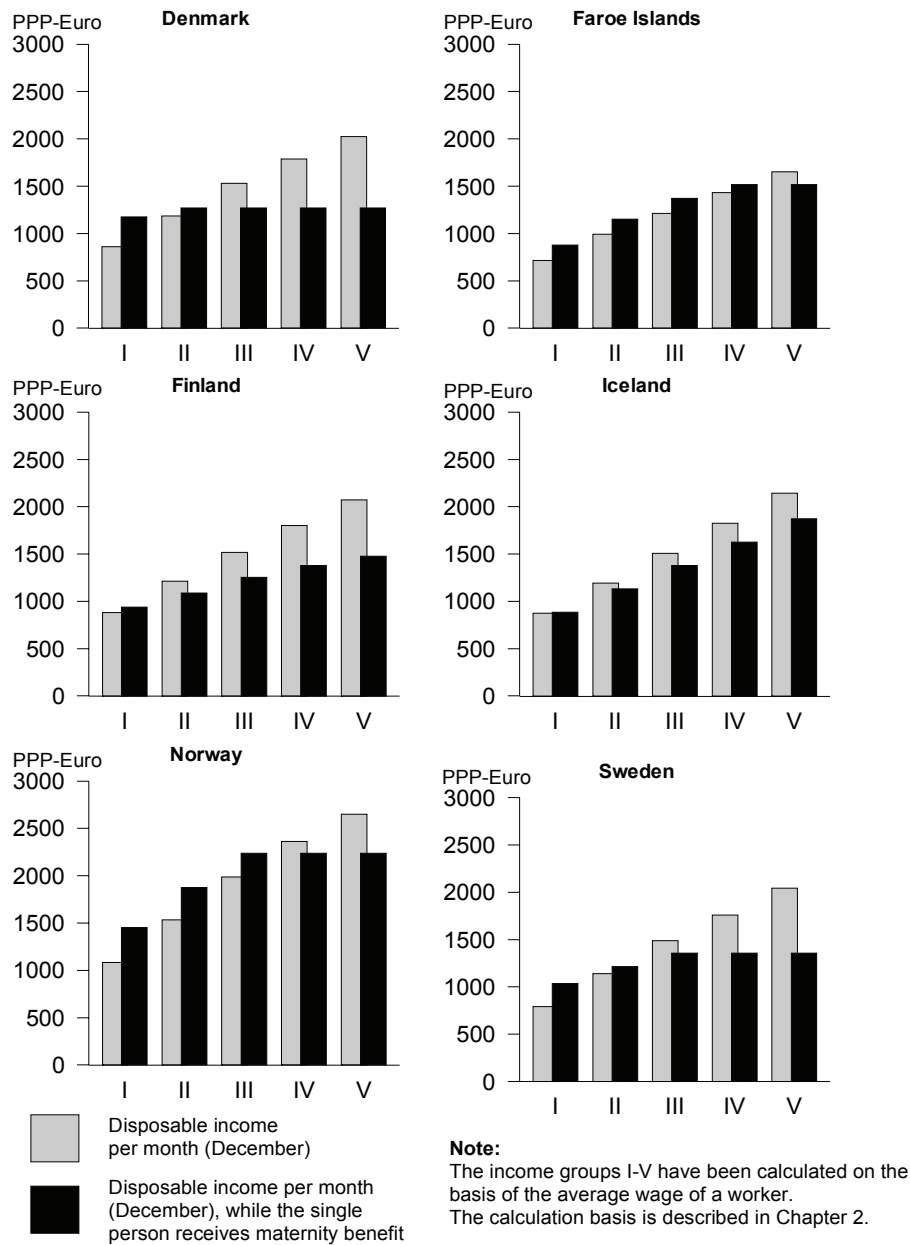 PPP-Euro
Denmark
3000
2500
2000
1500
1000
500
0
I II III IV V
PPP-Euro
Faroe Islands
3000
2500
2000
1500
1000
500
0
I II III IV V
PPP-Euro
Finland
3000
2500
2000
1500
1000
500
0
I II III IV V
PPP-Euro
Iceland
3000
2500
2000
1500
1000
500
0
I II III IV V
PPP-Euro
Norway
3000
2500
2000
1500
1000
500
0
I II III IV V
PPP-Euro
Sweden
3000
2500
2000
1500
1000
500
0
I II III IV V
Disposable income
per month (December)
Disposable income per month
(December), while the single
person receives maternity benefit
Note:
The income groups I-V have been calculated on the
basis of the average wage of a worker.
The calculation basis is described in Chapter 2.